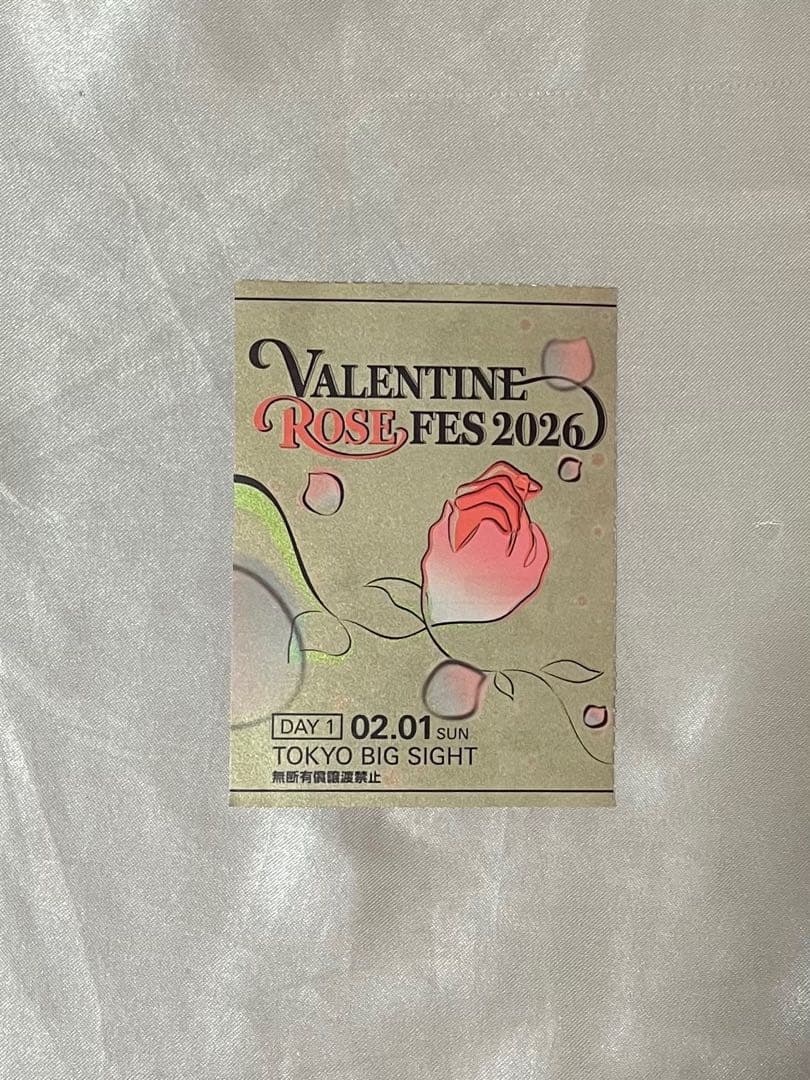 VALENTINE
ROSE FES 2026
DAY 1 02.01 SUN
TOKYO BIG SIGHT
無断有償譲渡禁止